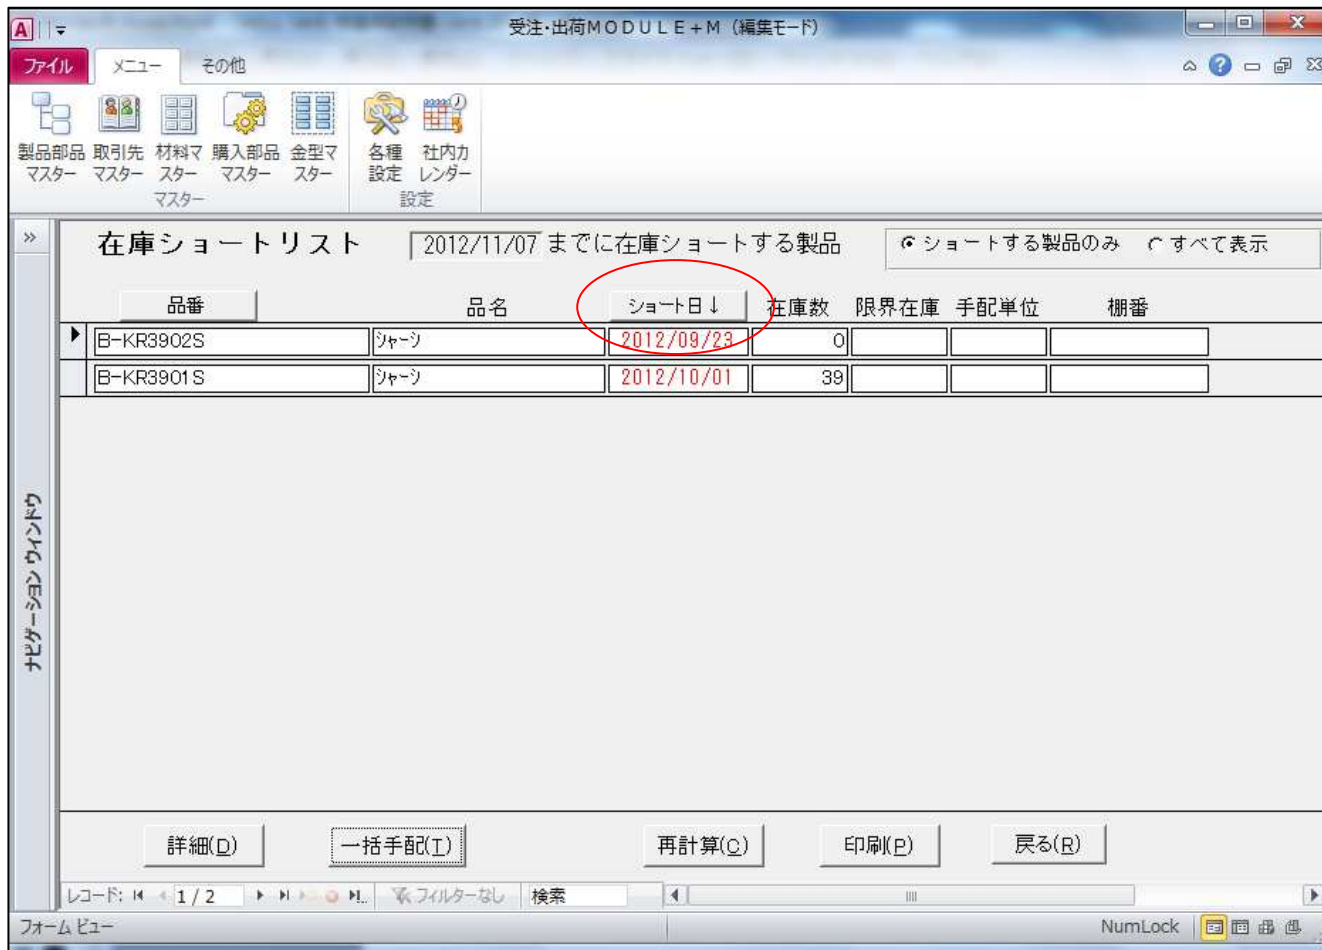 受注・出荷MODULE+M (編集モード)
ファイル メニュー その他
製品部品マスター 取引先マスター 材料マスター 購入部品マスター 金型マスター 各種設定 社内カレンダー
マスター 設定
在庫ショートリスト 2012/11/07 までに在庫ショートする製品 ショートする製品のみ すべて表示
品番 品名 ショート日↓ 在庫数 限界在庫 手配単位 棚番
B-KR3902S シャーシ 2012/09/23 0
B-KR3901S シャーシ 2012/10/01 39
ナビゲーション ウィンドウ
詳細(D) 一括手配(T) 再計算(C) 印刷(P) 戻る(R)
レコード: 1 / 2 フィルターなし 検索
フォーム ビュー NumLock